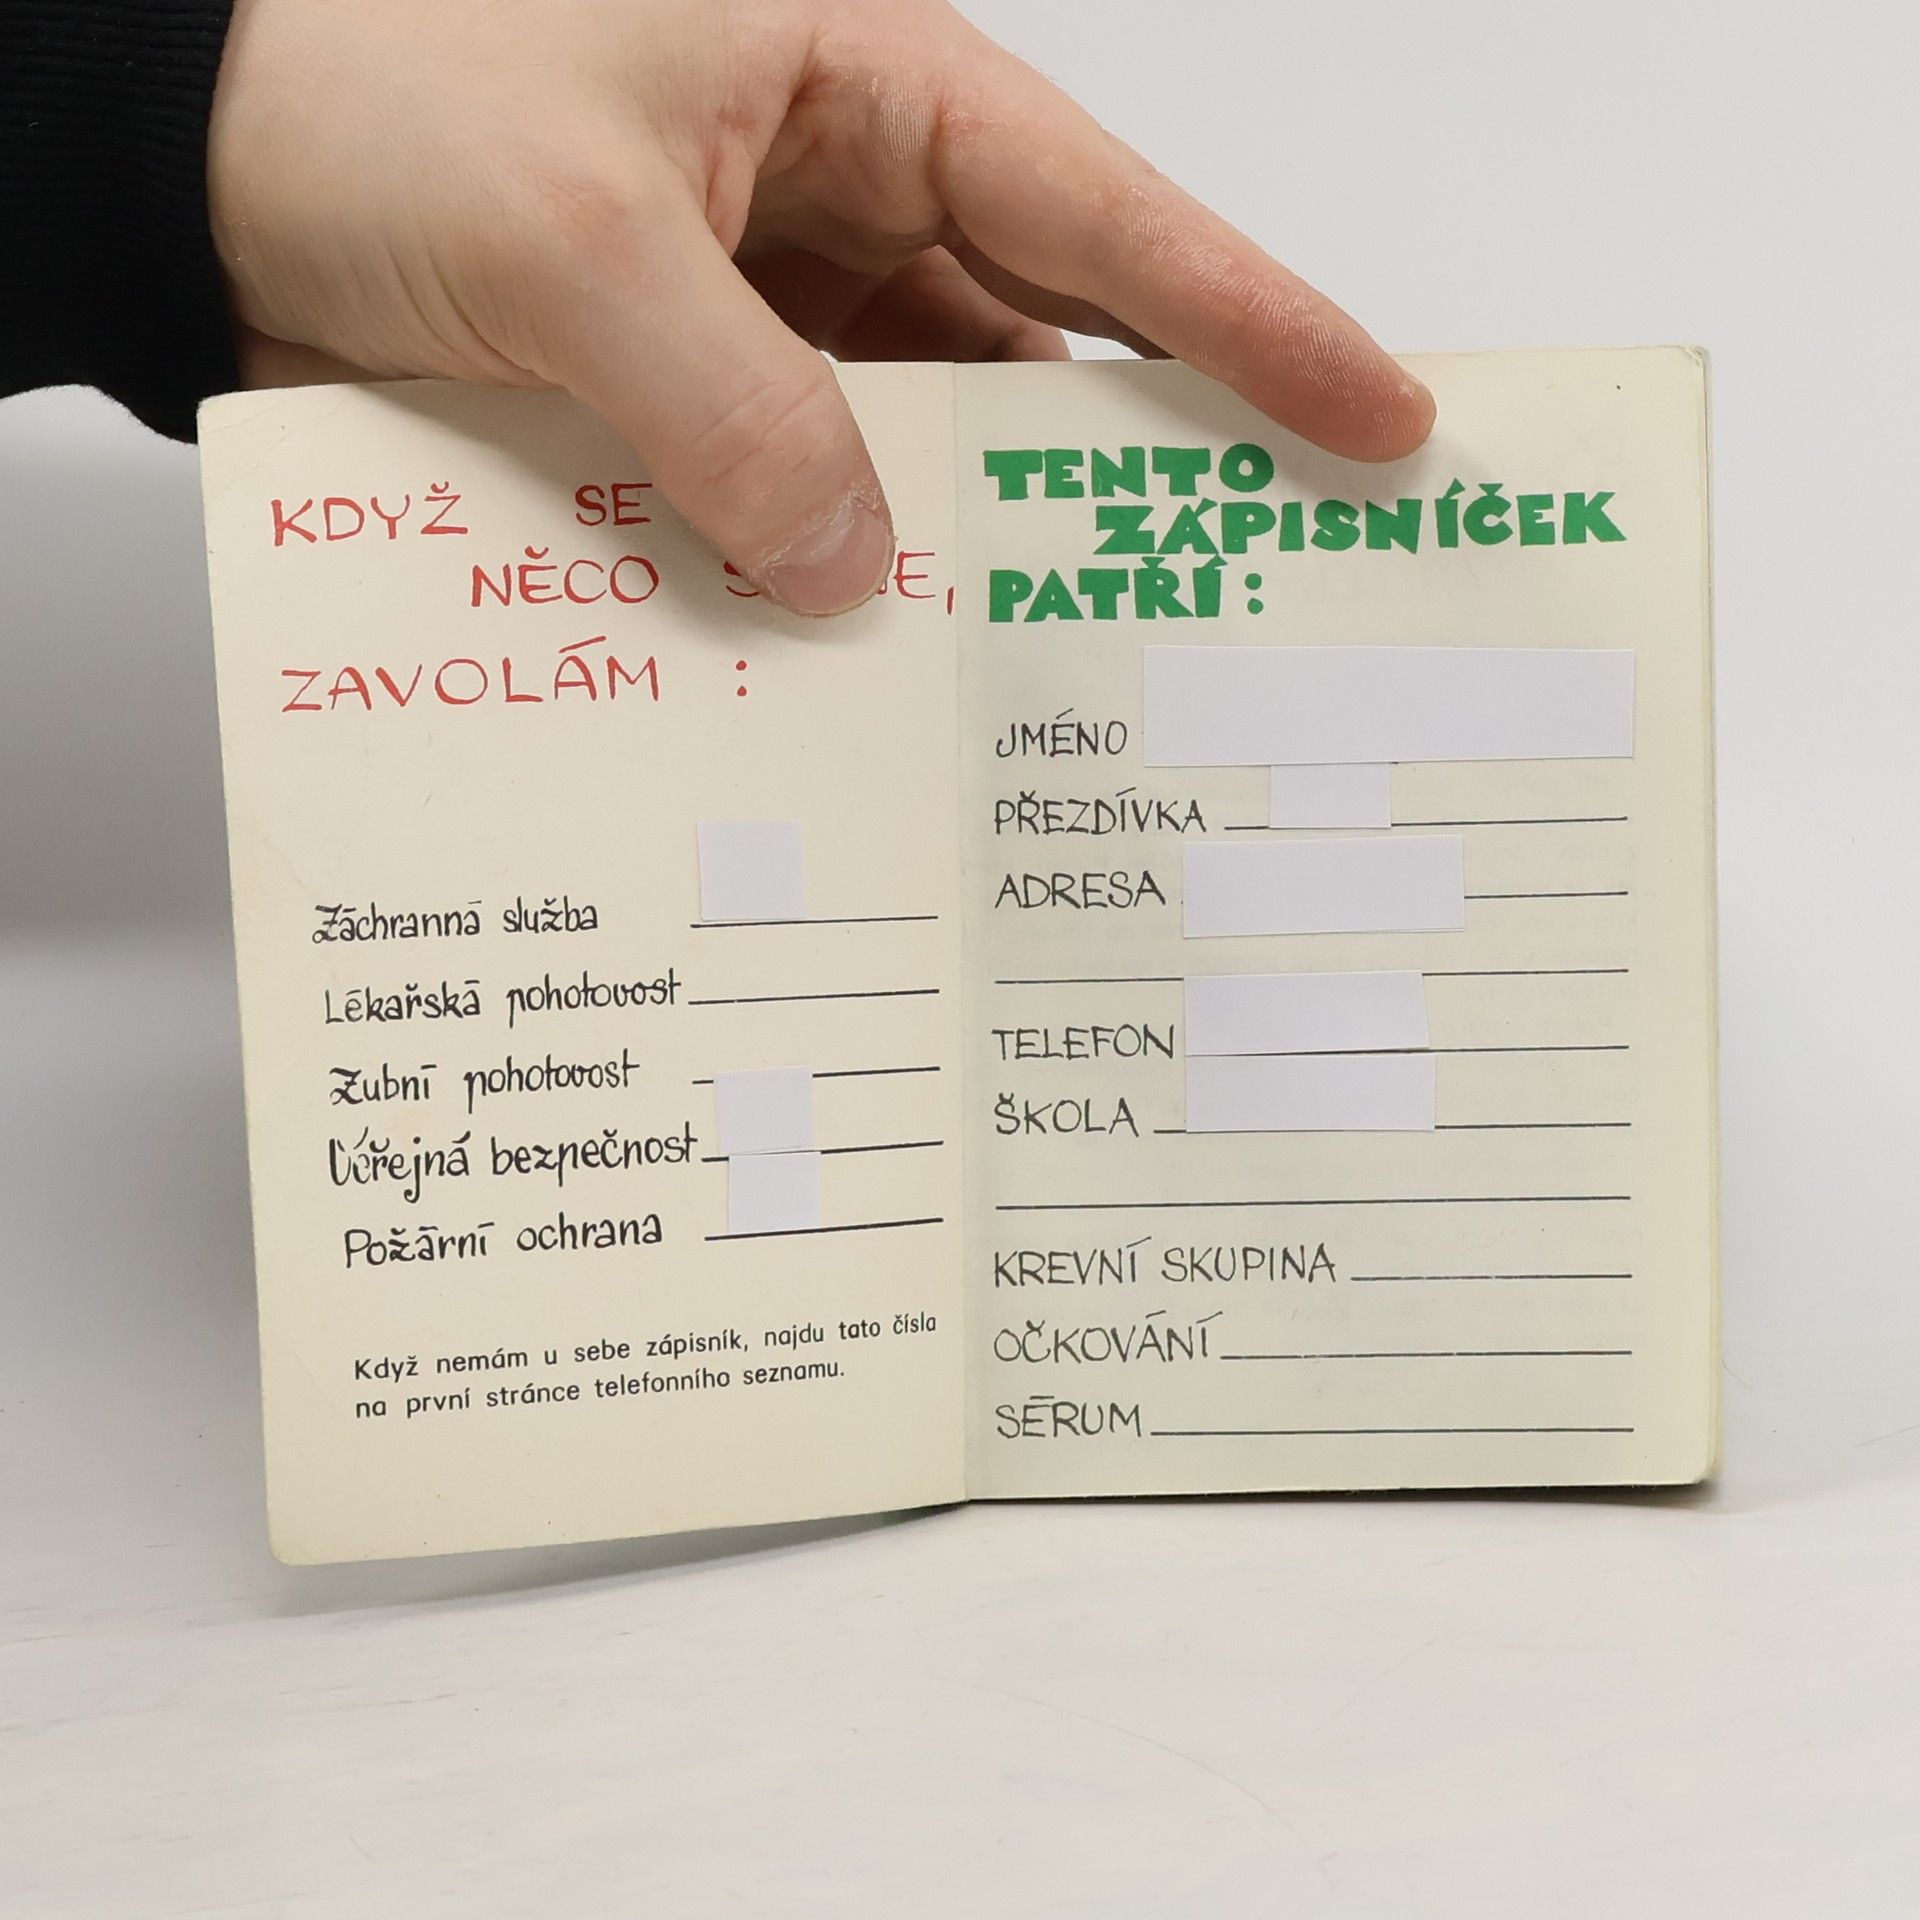 KDYŽ SE
NĚCO
ZAVOLÁM :
Záchranná služba
Lékařská pohotovost
Zubní pohotovost
Veřejná bezpečnost
Požární ochrana
Když nemám u sebe zápisník, najdu tato čísla
na první stránce telefonního seznamu.
TENTO
ZÁPISNÍČEK
PATŘÍ :
JMÉNO
PŘEZDÍVKA
ADRESA
TELEFON
ŠKOLA
KREVNÍ SKUPINA
OČKOVÁNÍ
SÉRUM